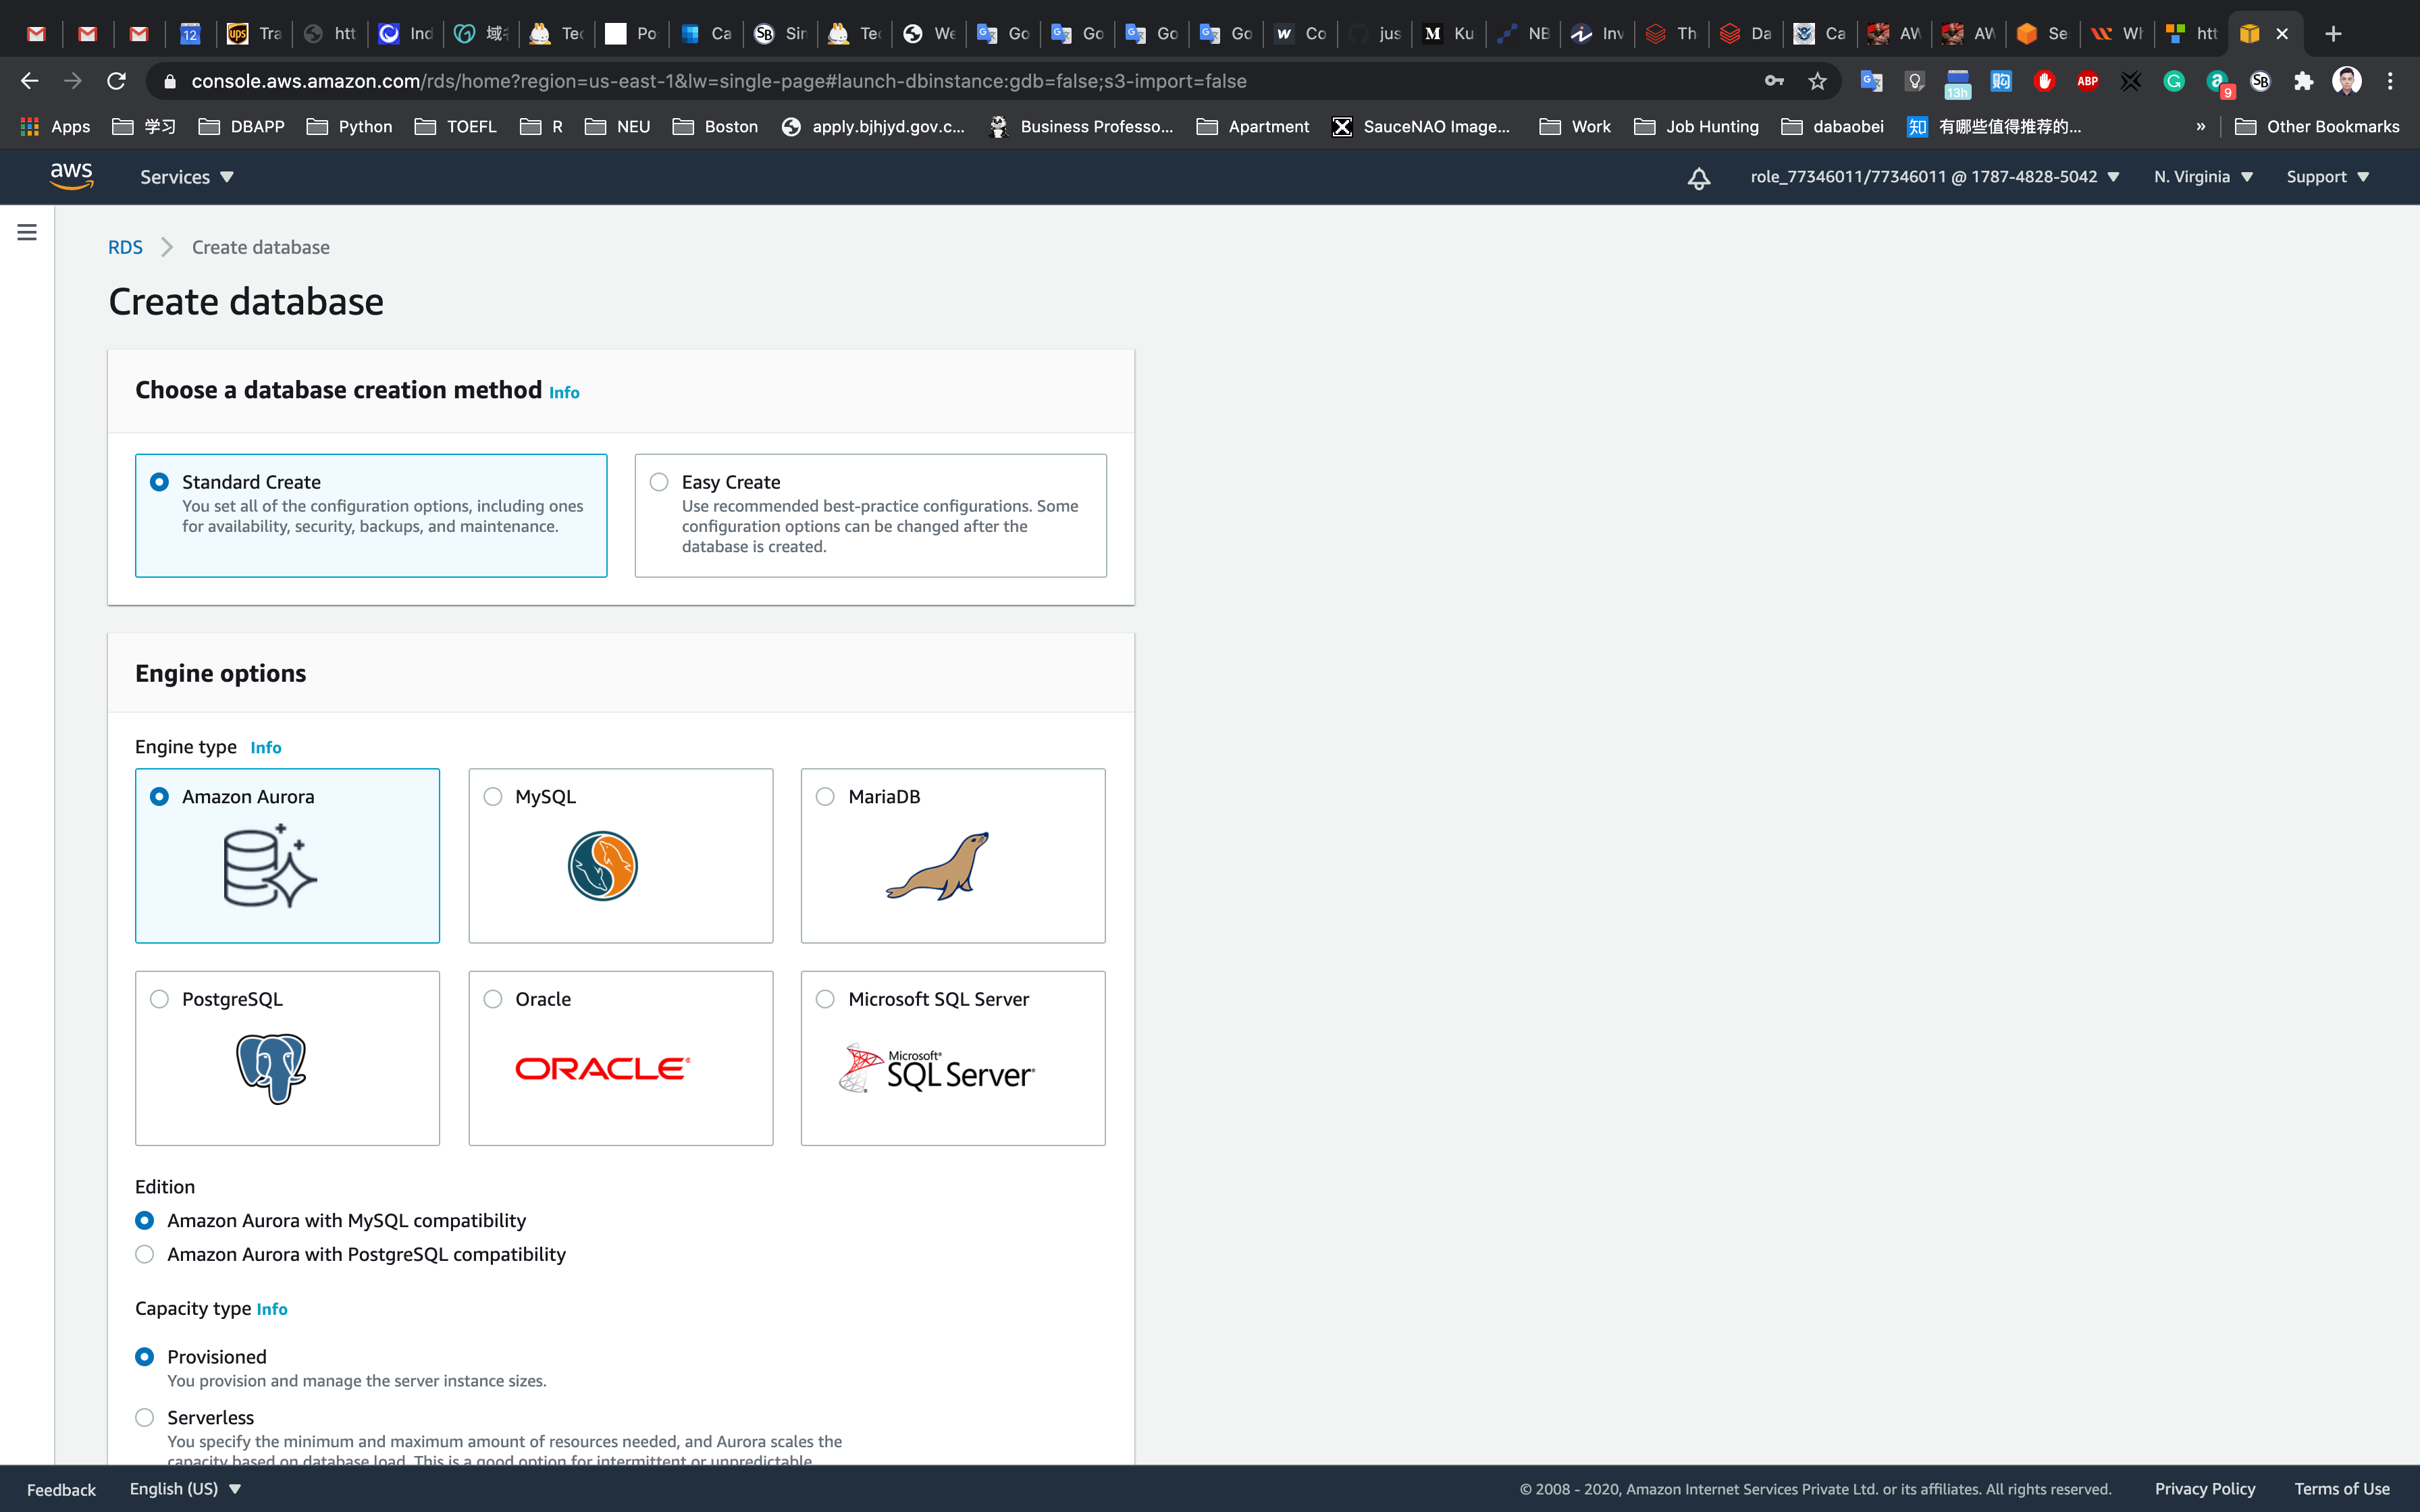 12
Tra
htt
Ind
Tec
Po
Ca
SB
Sin
Tec
We
Go
Go
Go
Go
w
Co
jus
M
Ku
NB
Inv
Th
Da
Ca
AW
AW
Se
Wh
htt
console.aws.amazon.com/rds/home?region=us-east-1&lw=single-page#launch-dbinstance:gdb=false;s3-import=false
13h
ABP
9
SB
Apps
学习
DBAPP
Python
TOEFL
R
NEU
Boston
apply.bjhjyd.gov.c...
Business Professo...
Apartment
SauceNAO Image...
Work
Job Hunting
dabaobei
知 有哪些值得推荐的...
»
Other Bookmarks
aws
Services
role_77346011/77346011 @ 1787-4828-5042
N. Virginia
Support
RDS
Create database
Create database
Choose a database creation method Info
Standard Create
You set all of the configuration options, including ones
for availability, security, backups, and maintenance.
Easy Create
Use recommended best-practice configurations. Some
configuration options can be changed after the
database is created.
Engine options
Engine type Info
Amazon Aurora
MySQL
MariaDB
PostgreSQL
Oracle
ORACLE®
Microsoft SQL Server
Microsoft®
SQL Server®
Edition
Amazon Aurora with MySQL compatibility
Amazon Aurora with PostgreSQL compatibility
Capacity type Info
Provisioned
You provision and manage the server instance sizes.
Serverless
You specify the minimum and maximum amount of resources needed, and Aurora scales the
capacity based on database load. This is a good option for intermittent or unpredictable
Feedback
English (US)
© 2008 - 2020, Amazon Internet Services Private Ltd. or its affiliates. All rights reserved.
Privacy Policy
Terms of Use